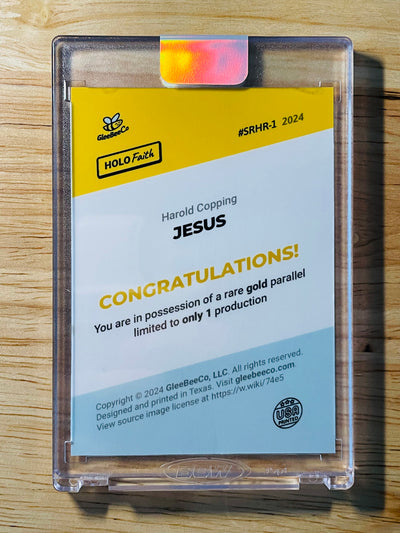 GleeBeeCo
#SRHR-1 2024
HOLO Faith
Harold Copping
JESUS
CONGRATULATIONS!
You are in possession of a rare gold parallel
limited to only 1 production
Copyright © 2024 GleeBeeCo, LLC. All rights reserved.
Designed and printed in Texas. Visit gleebeeco.com.
View source image license at https://w.wiki/74e5
USA
PRINTED
BCW